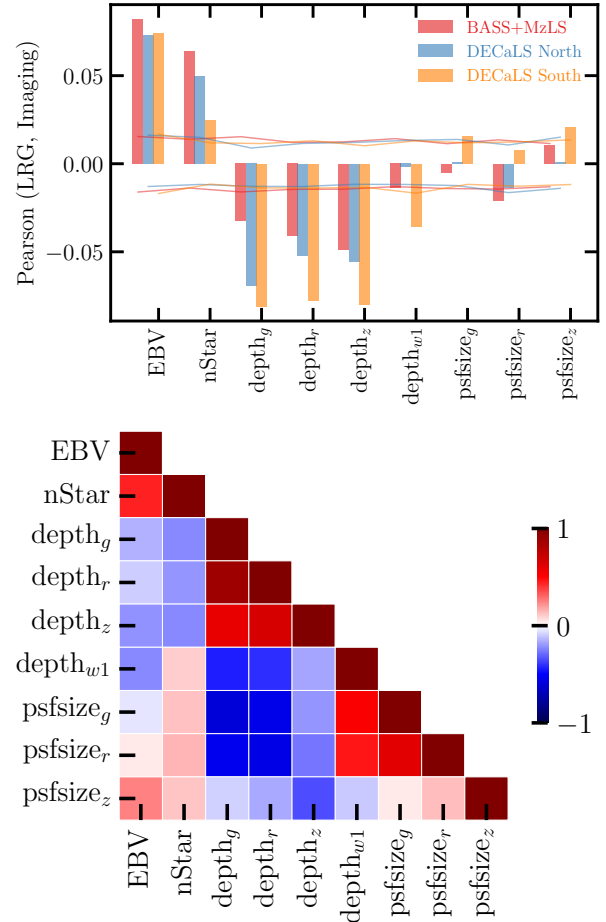 Pearson (LRG, Imaging)
0.05
0.00
−0.05
BASS+MzLS
DECaLS North
DECaLS South
EBV
nStar
depth_g
depth_r
depth_z
depth_w1
psfsize_g
psfsize_r
psfsize_z
EBV
nStar
depth_g
depth_r
depth_z
depth_w1
psfsize_g
psfsize_r
psfsize_z
1
0
−1
EBV
nStar
depth_g
depth_r
depth_z
depth_w1
psfsize_g
psfsize_r
psfsize_z